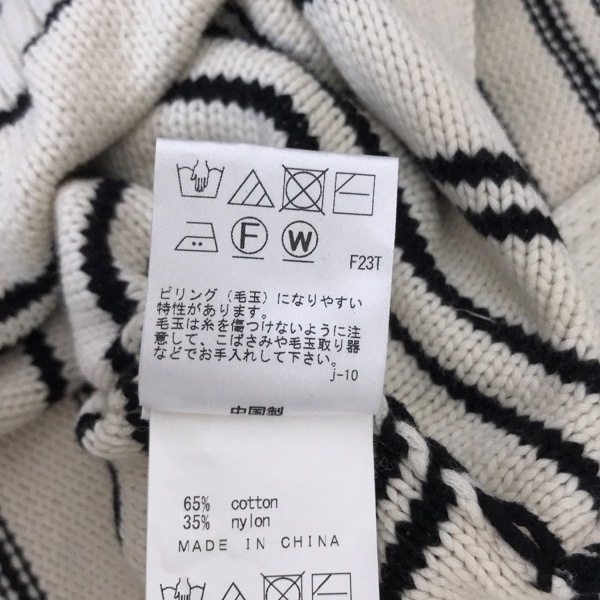 F W
F23T
ピリング（毛玉）になりやすい
特性があります。
毛玉は糸を傷つけないように注
意して、こばさみや毛玉取り器
などでお手入れして下さい。
j-10
中国製
65% cotton
35% nylon
MADE IN CHINA